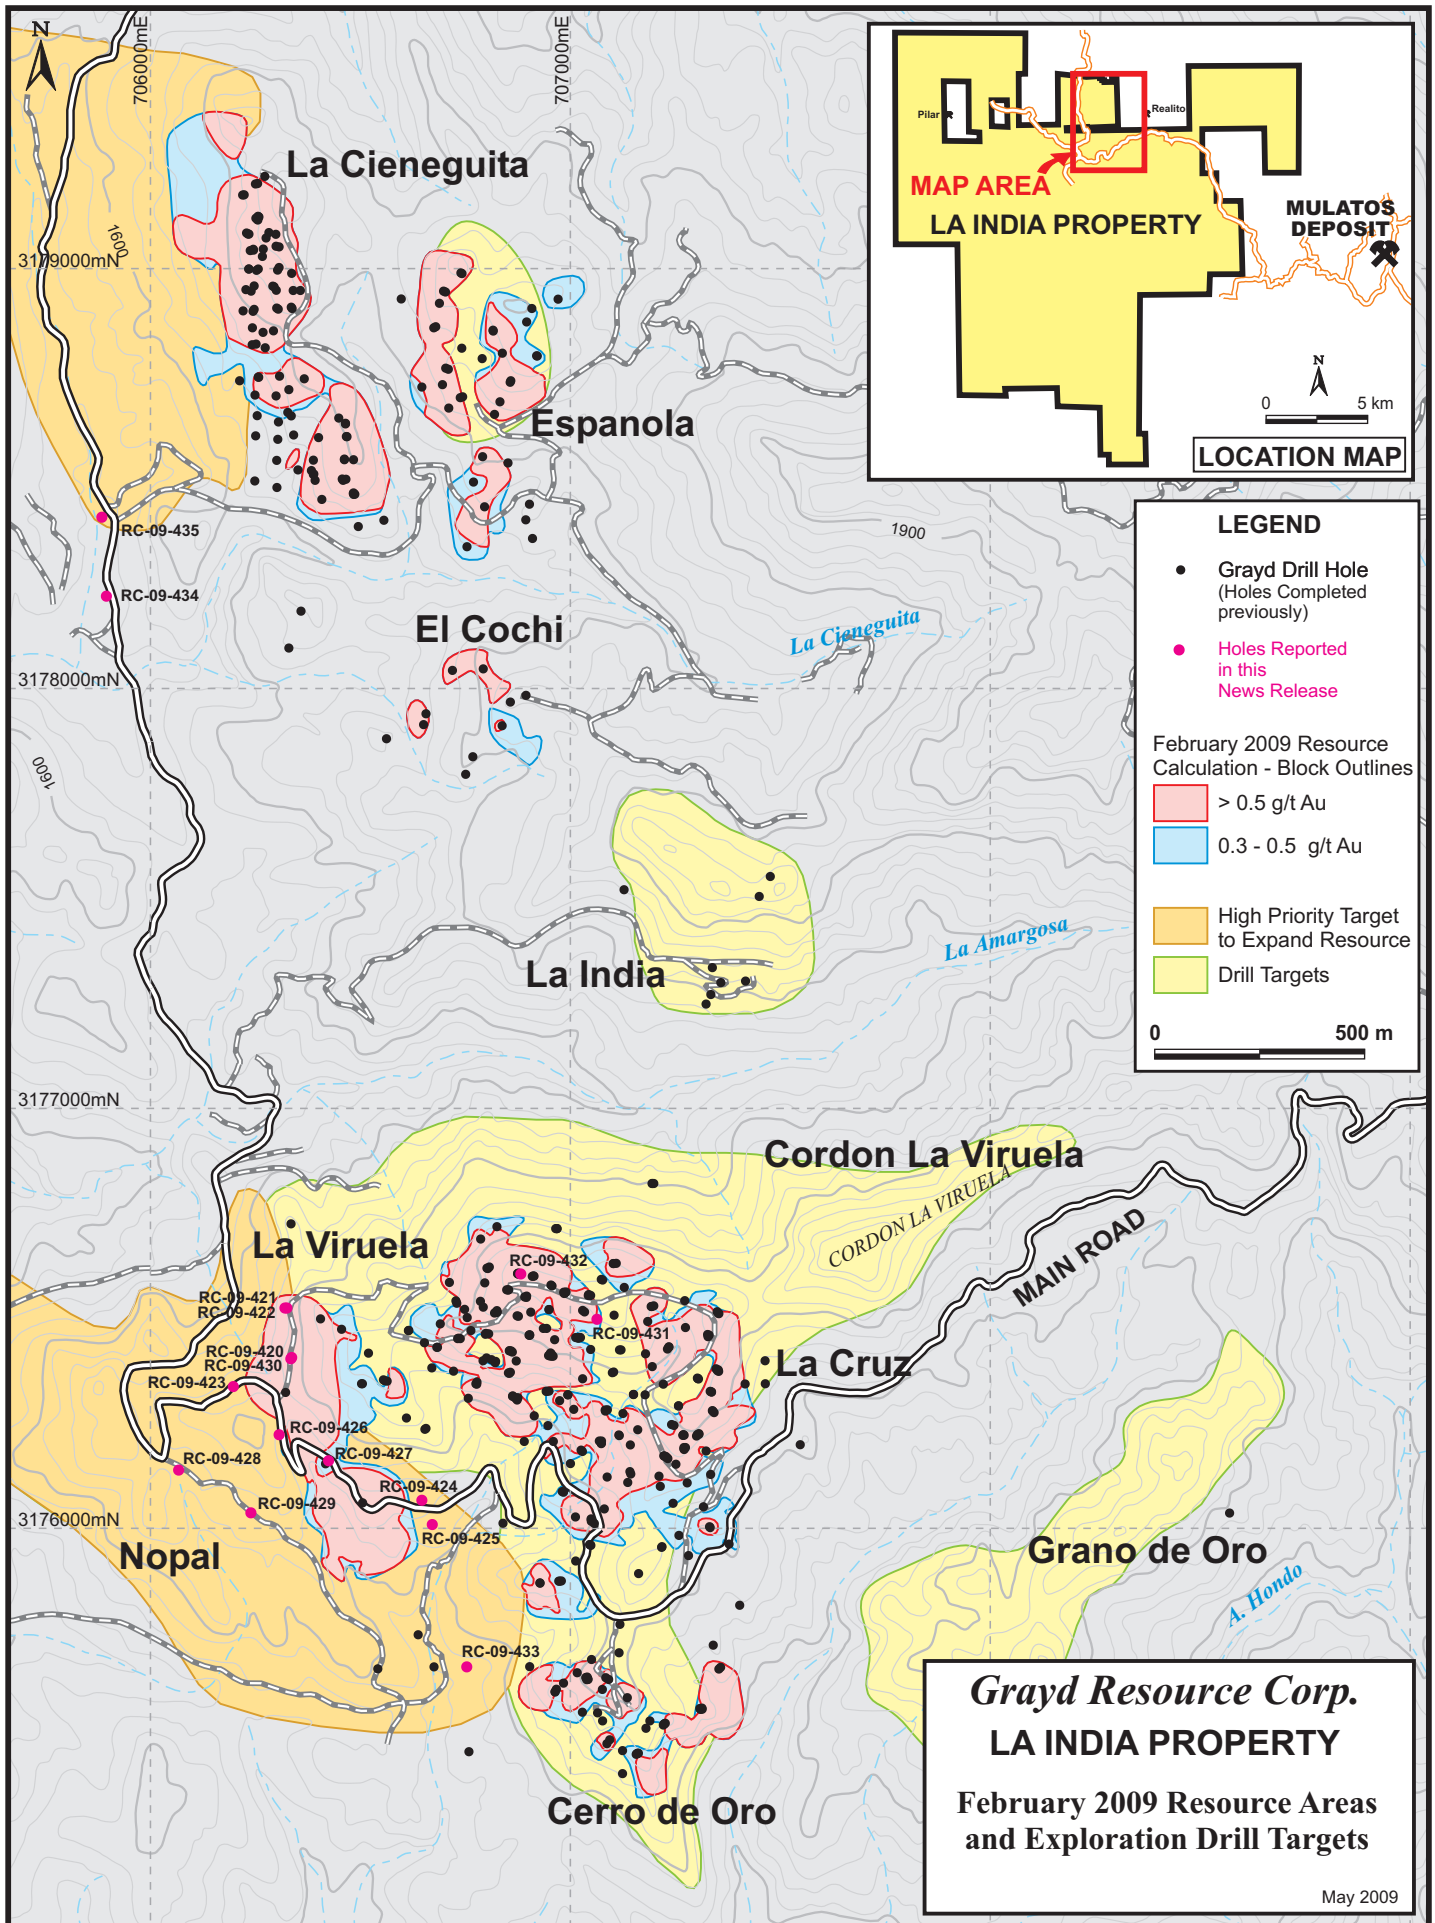 N
706000mE
707000mE
La Cieneguita
1600
3179000mN
Espanola
RC-09-435
RC-09-434
1900
La Cieneguita
El Cochi
3178000mN
1600
La India
La Amargosa
3177000mN
Cordon La Viruela
CORDON LA VIRUELA
MAIN ROAD
La Viruela
RC-09-432
RC-09-421
RC-09-422
RC-09-431
RC-09-420
RC-09-430
RC-09-423
La Cruz
RC-09-426
RC-09-427
RC-09-428
RC-09-424
RC-09-429
3176000mN
RC-09-425
Nopal
Grano de Oro
A. Hondo
RC-09-433
Cerro de Oro
Pilar
Realito
MAP AREA
LA INDIA PROPERTY
MULATOS
DEPOSIT
N
0 5 km
LOCATION MAP
LEGEND
Grayd Drill Hole
(Holes Completed
previously)
Holes Reported
in this
News Release
February 2009 Resource
Calculation - Block Outlines
> 0.5 g/t Au
0.3 - 0.5 g/t Au
High Priority Target
to Expand Resource
Drill Targets
0 500 m
Grayd Resource Corp.
LA INDIA PROPERTY
February 2009 Resource Areas
and Exploration Drill Targets
May 2009